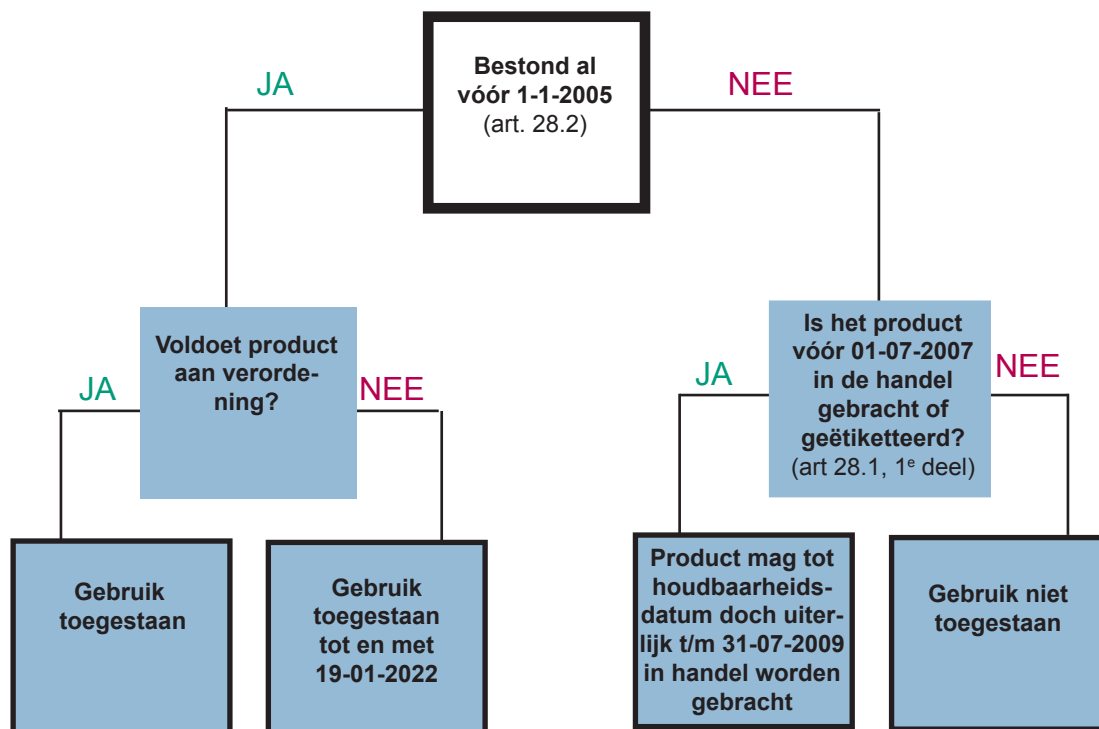 Bestond al
vóór 1-1-2005
(art. 28.2)
JA
NEE
Voldoet product
aan verorde-
ning?
JA
NEE
Is het product
vóór 01-07-2007
in de handel
gebracht of
geëtiketteerd?
(art 28.1, 1e deel)
JA
NEE
Gebruik
toegestaan
Gebruik
toegestaan
tot en met
19-01-2022
Product mag tot
houdbaarheids-
datum doch uiter-
lijk t/m 31-07-2009
in handel worden
gebracht
Gebruik niet
toegestaan